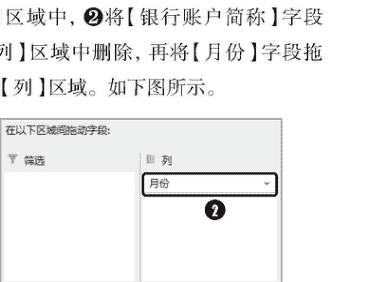 区域中，❷将【银行账户简称】字段
列】区域中删除，再将【月份】字段拖
【列】区域。如下图所示。
在以下区域间拖动字段:
筛选
列
月份
❷